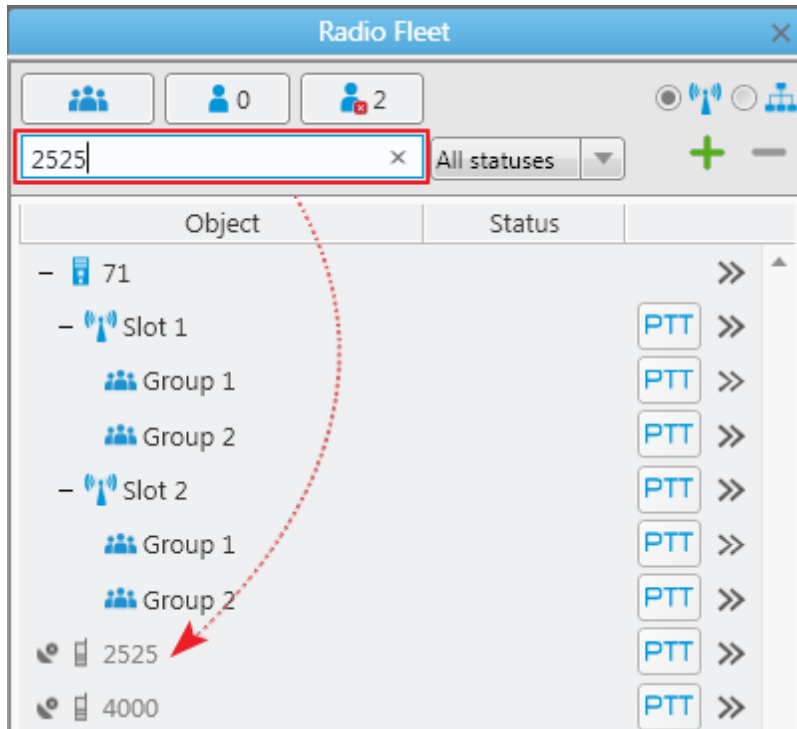 Radio Fleet
0 2
2525 All statuses
Object Status
71
Slot 1 PTT
Group 1 PTT
Group 2 PTT
Slot 2 PTT
Group 1 PTT
Group 2 PTT
2525 PTT
4000 PTT